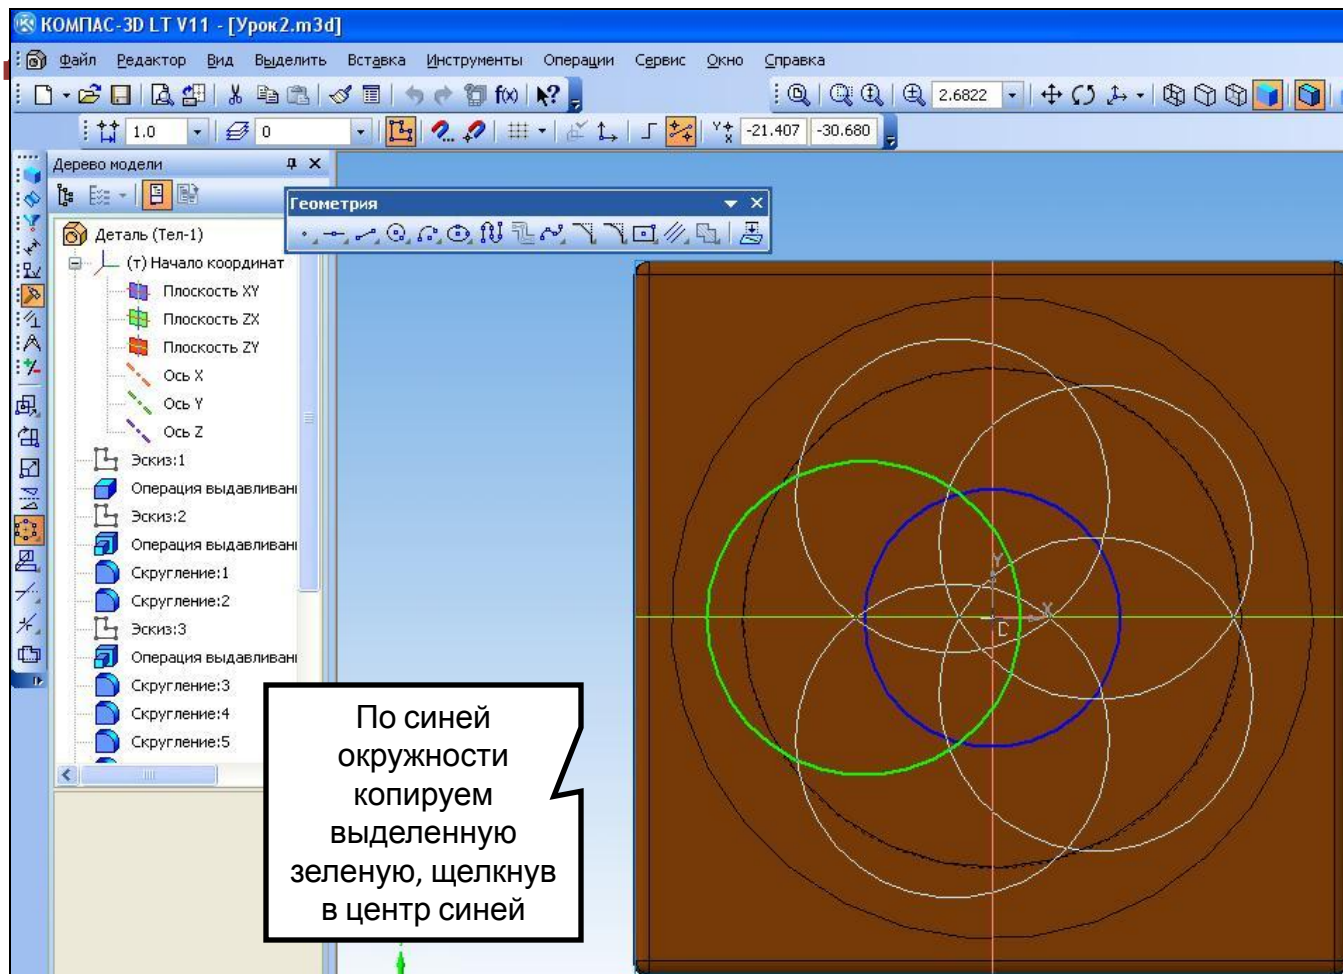 КОМПАС-3D LT V11 - [Урок2.m3d]
Файл Редактор Вид Выделить Вставка Инструменты Операции Сервис Окно Справка
f(x) 2.6822
1.0 0 -21.407 -30.680
Дерево модели
Геометрия
Деталь (Тел-1)
(т) Начало координат
Плоскость XY
Плоскость ZX
Плоскость ZY
Ось X
Ось Y
Ось Z
Эскиз:1
Операция выдавливани
Эскиз:2
Операция выдавливани
Скругление:1
Скругление:2
Эскиз:3
Операция выдавливани
Скругление:3
Скругление:4
Скругление:5
Y
X
По синей
окружности
копируем
выделенную
зеленую, щелкнув
в центр синей